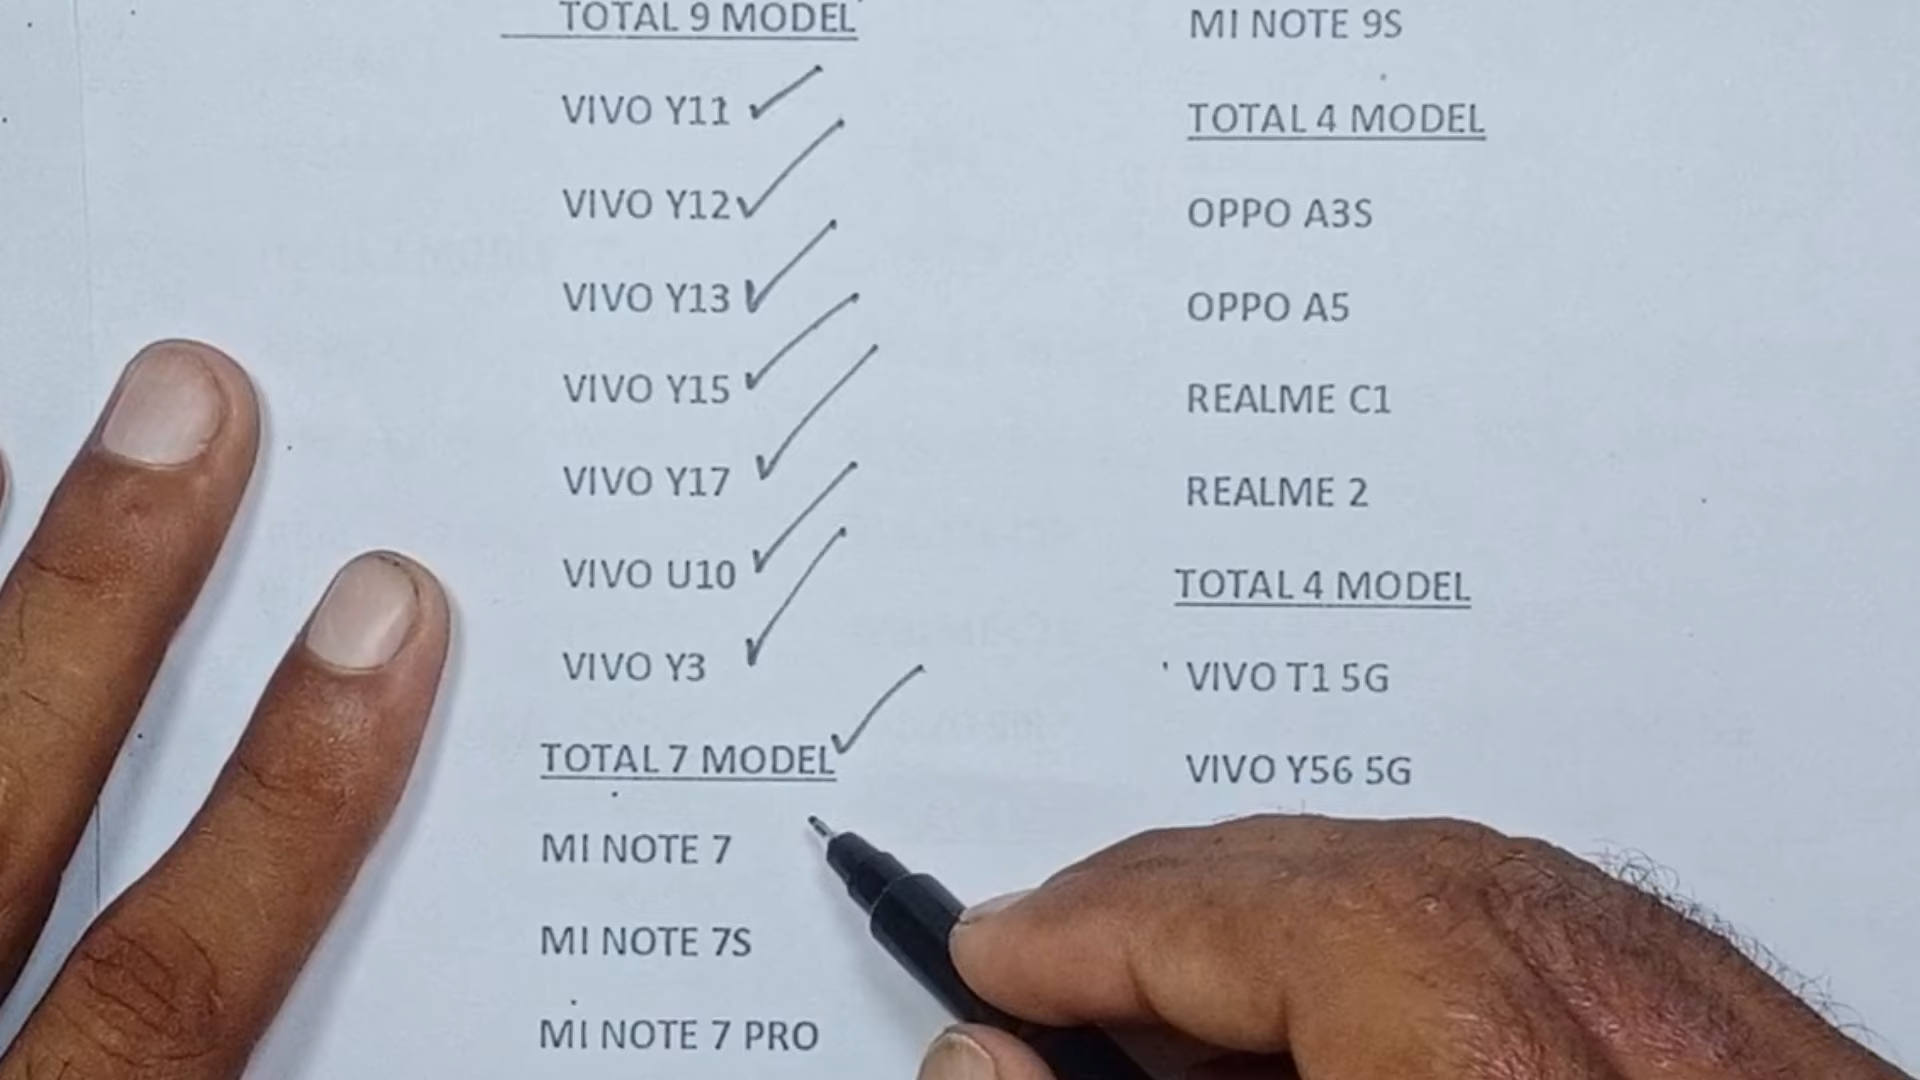 TOTAL 9 MODEL
VIVO Y11
VIVO Y12
VIVO Y13
VIVO Y15
VIVO Y17
VIVO U10
VIVO Y3
TOTAL 7 MODEL
MI NOTE 7
MI NOTE 7S
MI NOTE 7 PRO
MI NOTE 9S
TOTAL 4 MODEL
OPPO A3S
OPPO A5
REALME C1
REALME 2
TOTAL 4 MODEL
VIVO T1 5G
VIVO Y56 5G